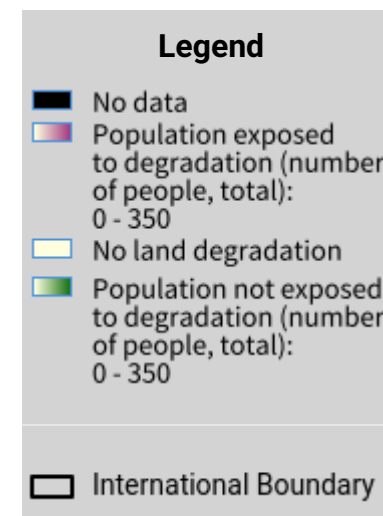 Legend
No data
Population exposed
to degradation (number
of people, total):
0 - 350
No land degradation
Population not exposed
to degradation (number
of people, total):
0 - 350
International Boundary